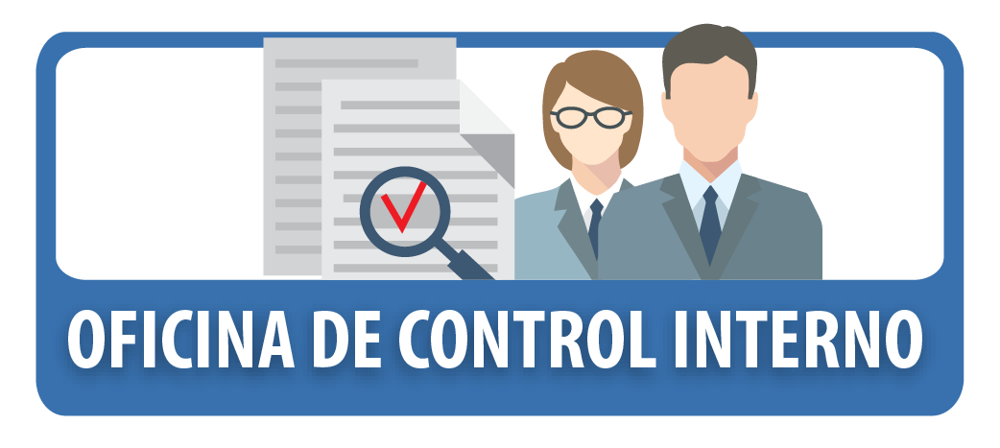 OFICINA DE CONTROL INTERNO